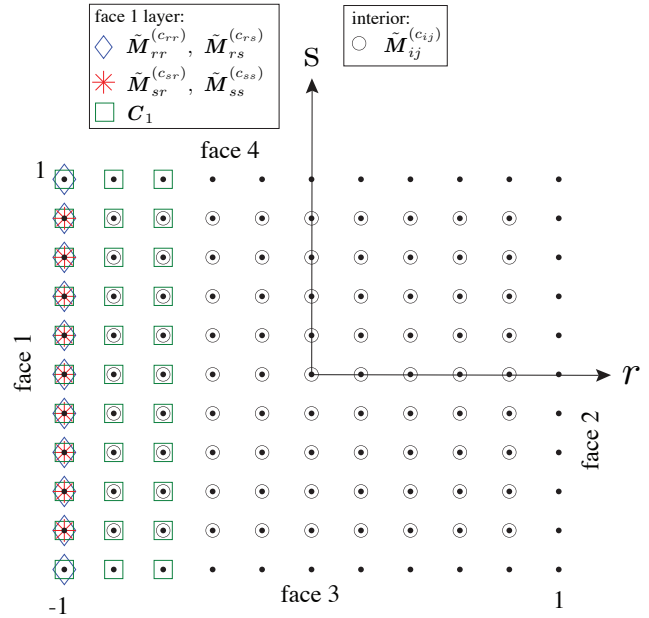 face 1 layer:
M̃_rr^(c_rr), M̃_rs^(c_rs)
M̃_sr^(c_sr), M̃_ss^(c_ss)
C_1
interior:
M̃_ij^(c_ij)
s
face 4
1
face 1
r
face 2
face 3
-1
1